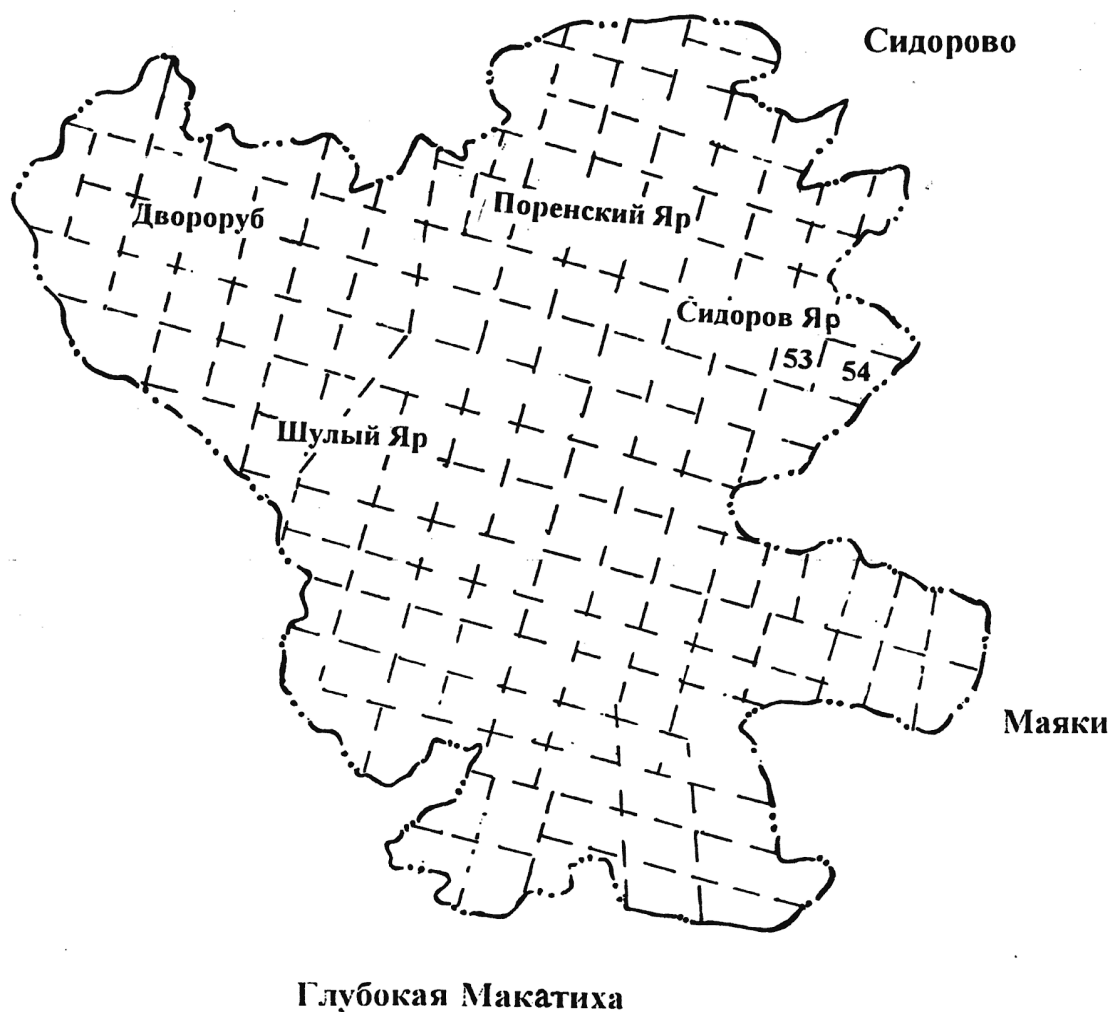 Сидорово
Двороруб
Поренский Яр
Сидоров Яр
53
54
Шулый Яр
Маяки
Глубокая Макатиха